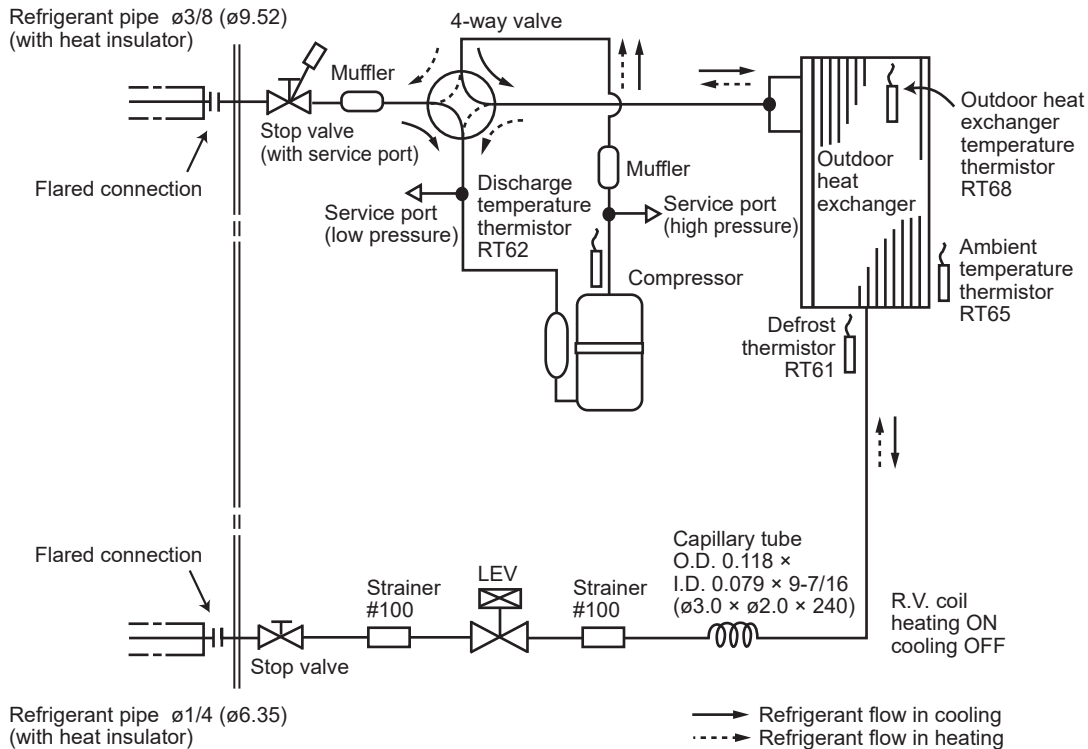 Refrigerant pipe ø3/8 (ø9.52)
(with heat insulator)
4-way valve
Muffler
Stop valve
(with service port)
Flared connection
Service port
(low pressure)
Discharge
temperature
thermistor
RT62
Muffler
Service port
(high pressure)
Compressor
Outdoor
heat
exchanger
Outdoor heat
exchanger
temperature
thermistor
RT68
Ambient
temperature
thermistor
RT65
Defrost
thermistor
RT61
Flared connection
Stop valve
Strainer
#100
LEV
Strainer
#100
Capillary tube
O.D. 0.118 ×
I.D. 0.079 × 9-7/16
(ø3.0 × ø2.0 × 240)
R.V. coil
heating ON
cooling OFF
Refrigerant pipe ø1/4 (ø6.35)
(with heat insulator)
Refrigerant flow in cooling
Refrigerant flow in heating